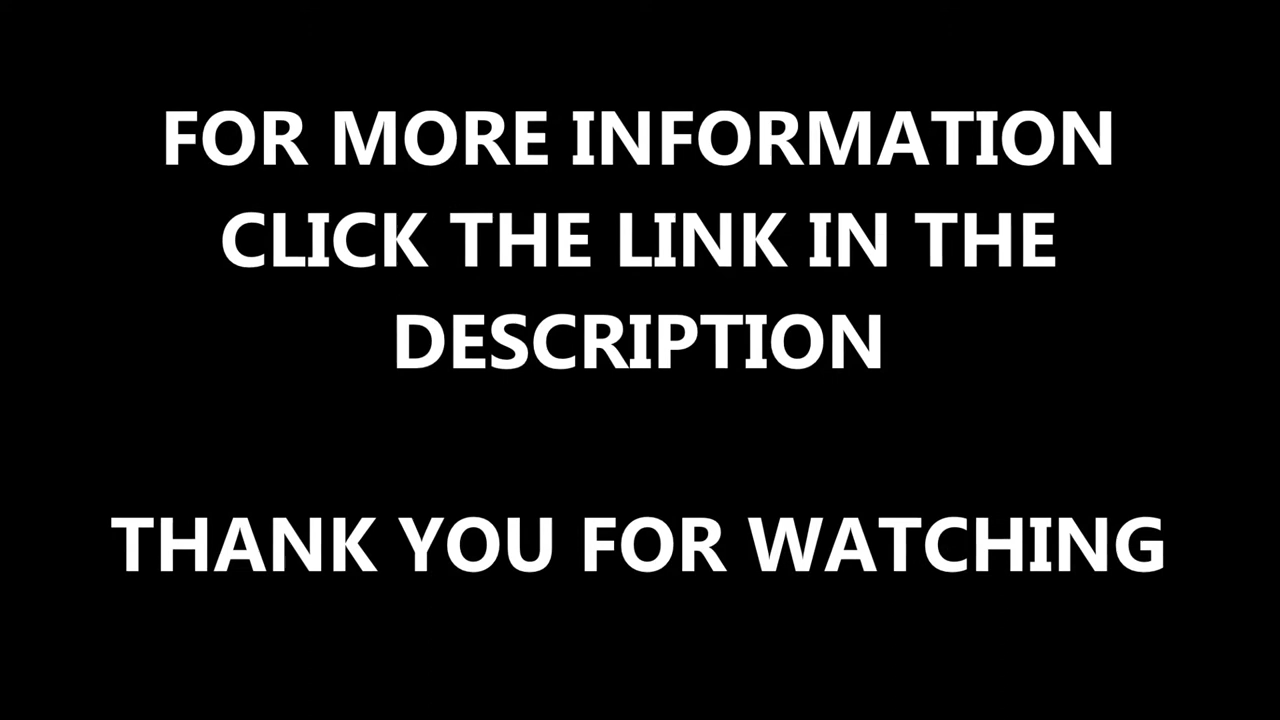 FOR MORE INFORMATION
CLICK THE LINK IN THE
DESCRIPTION
THANK YOU FOR WATCHING